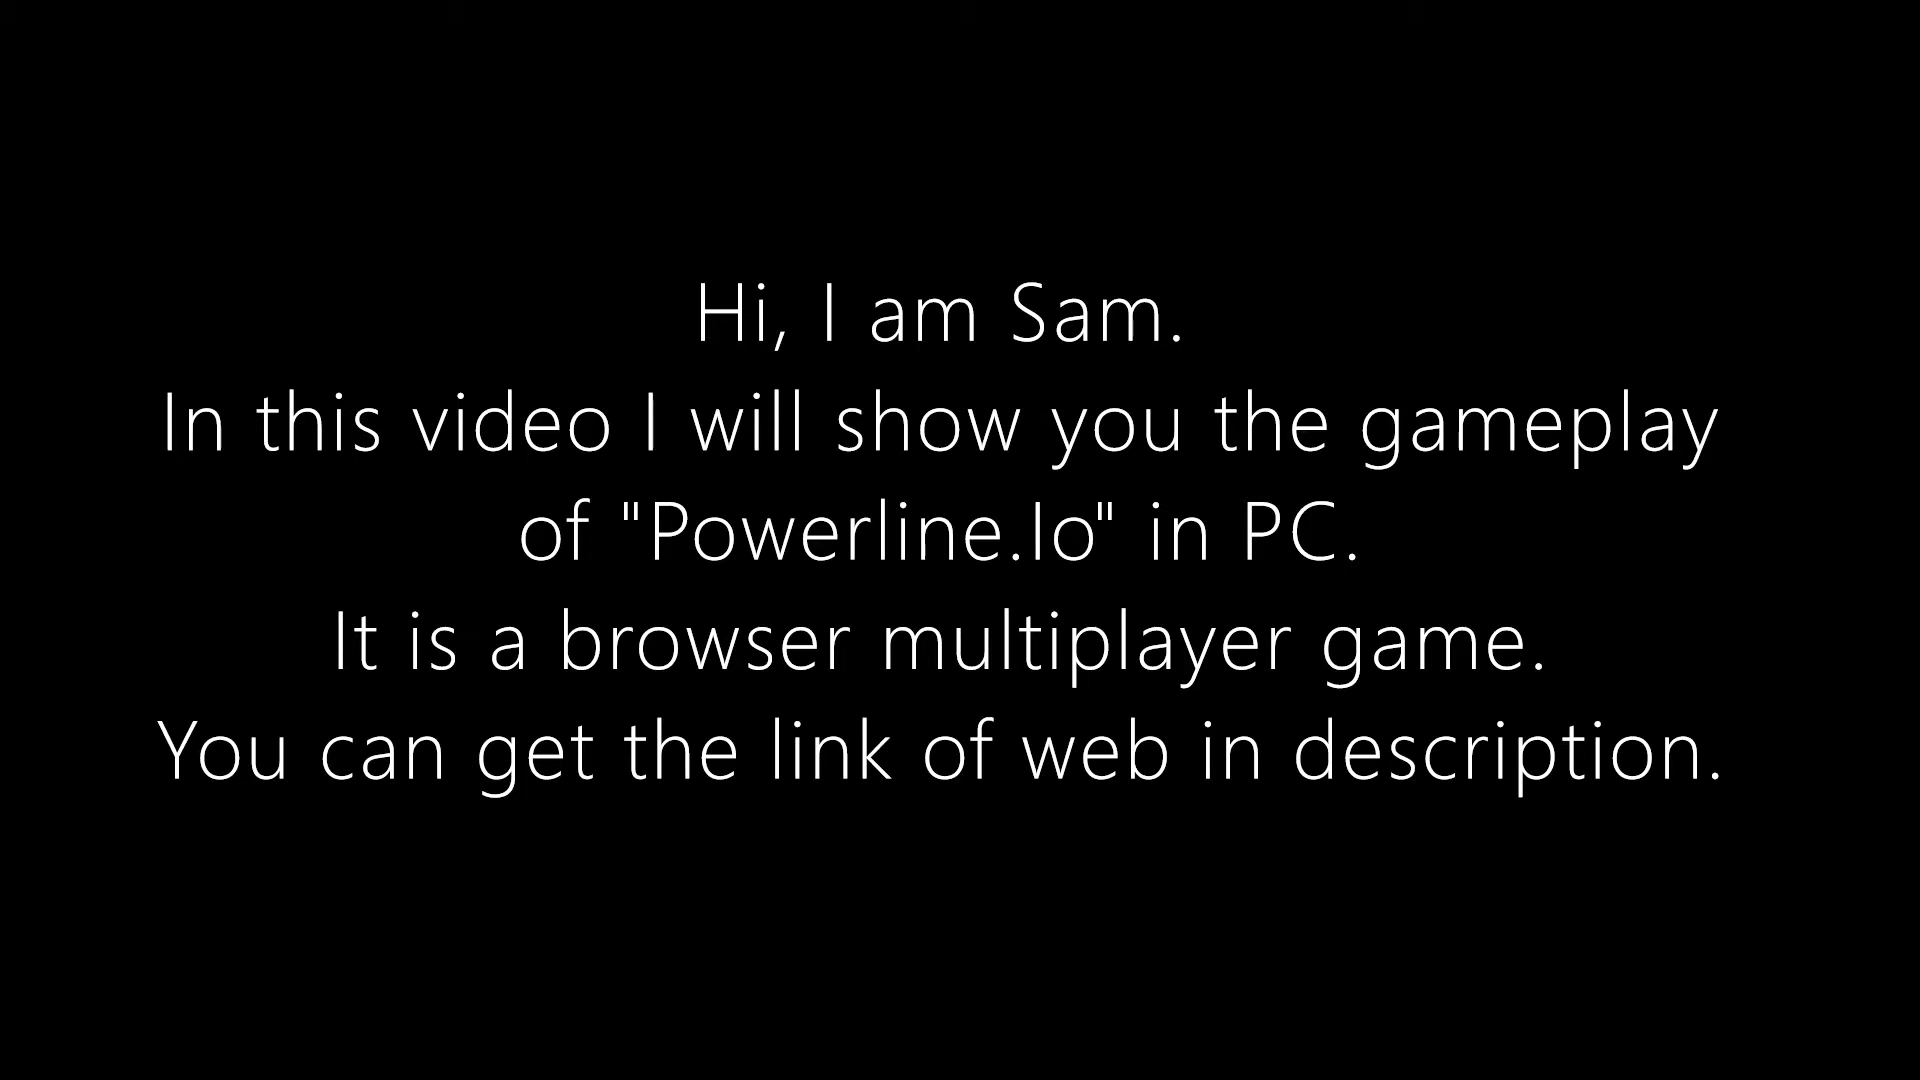 Hi, I am Sam.
In this video I will show you the gameplay
of "Powerline.Io" in PC.
It is a browser multiplayer game.
You can get the link of web in description.